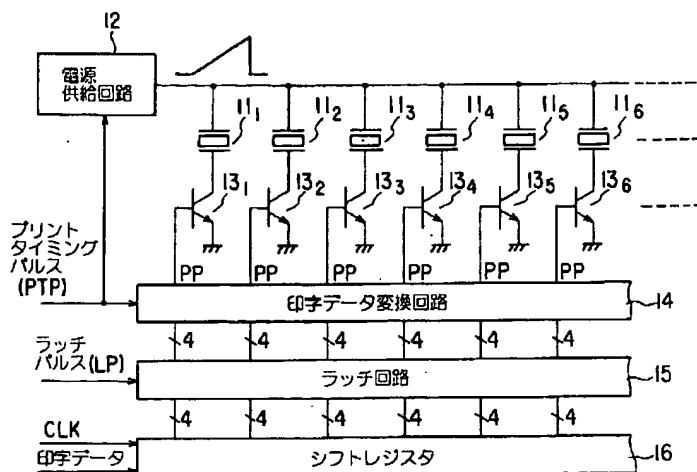 12
電源
供給回路
11₁ 11₂ 11₃ 11₄ 11₅ 11₆
13₁ 13₂ 13₃ 13₄ 13₅ 13₆
プリント
タイミング
パルス
(PTP)
PP PP PP PP PP PP
印字データ変換回路 14
4 4 4 4 4 4
ラッチ
パルス(LP)
ラッチ回路 15
4 4 4 4 4 4
CLK
印字データ
シフトレジスタ 16